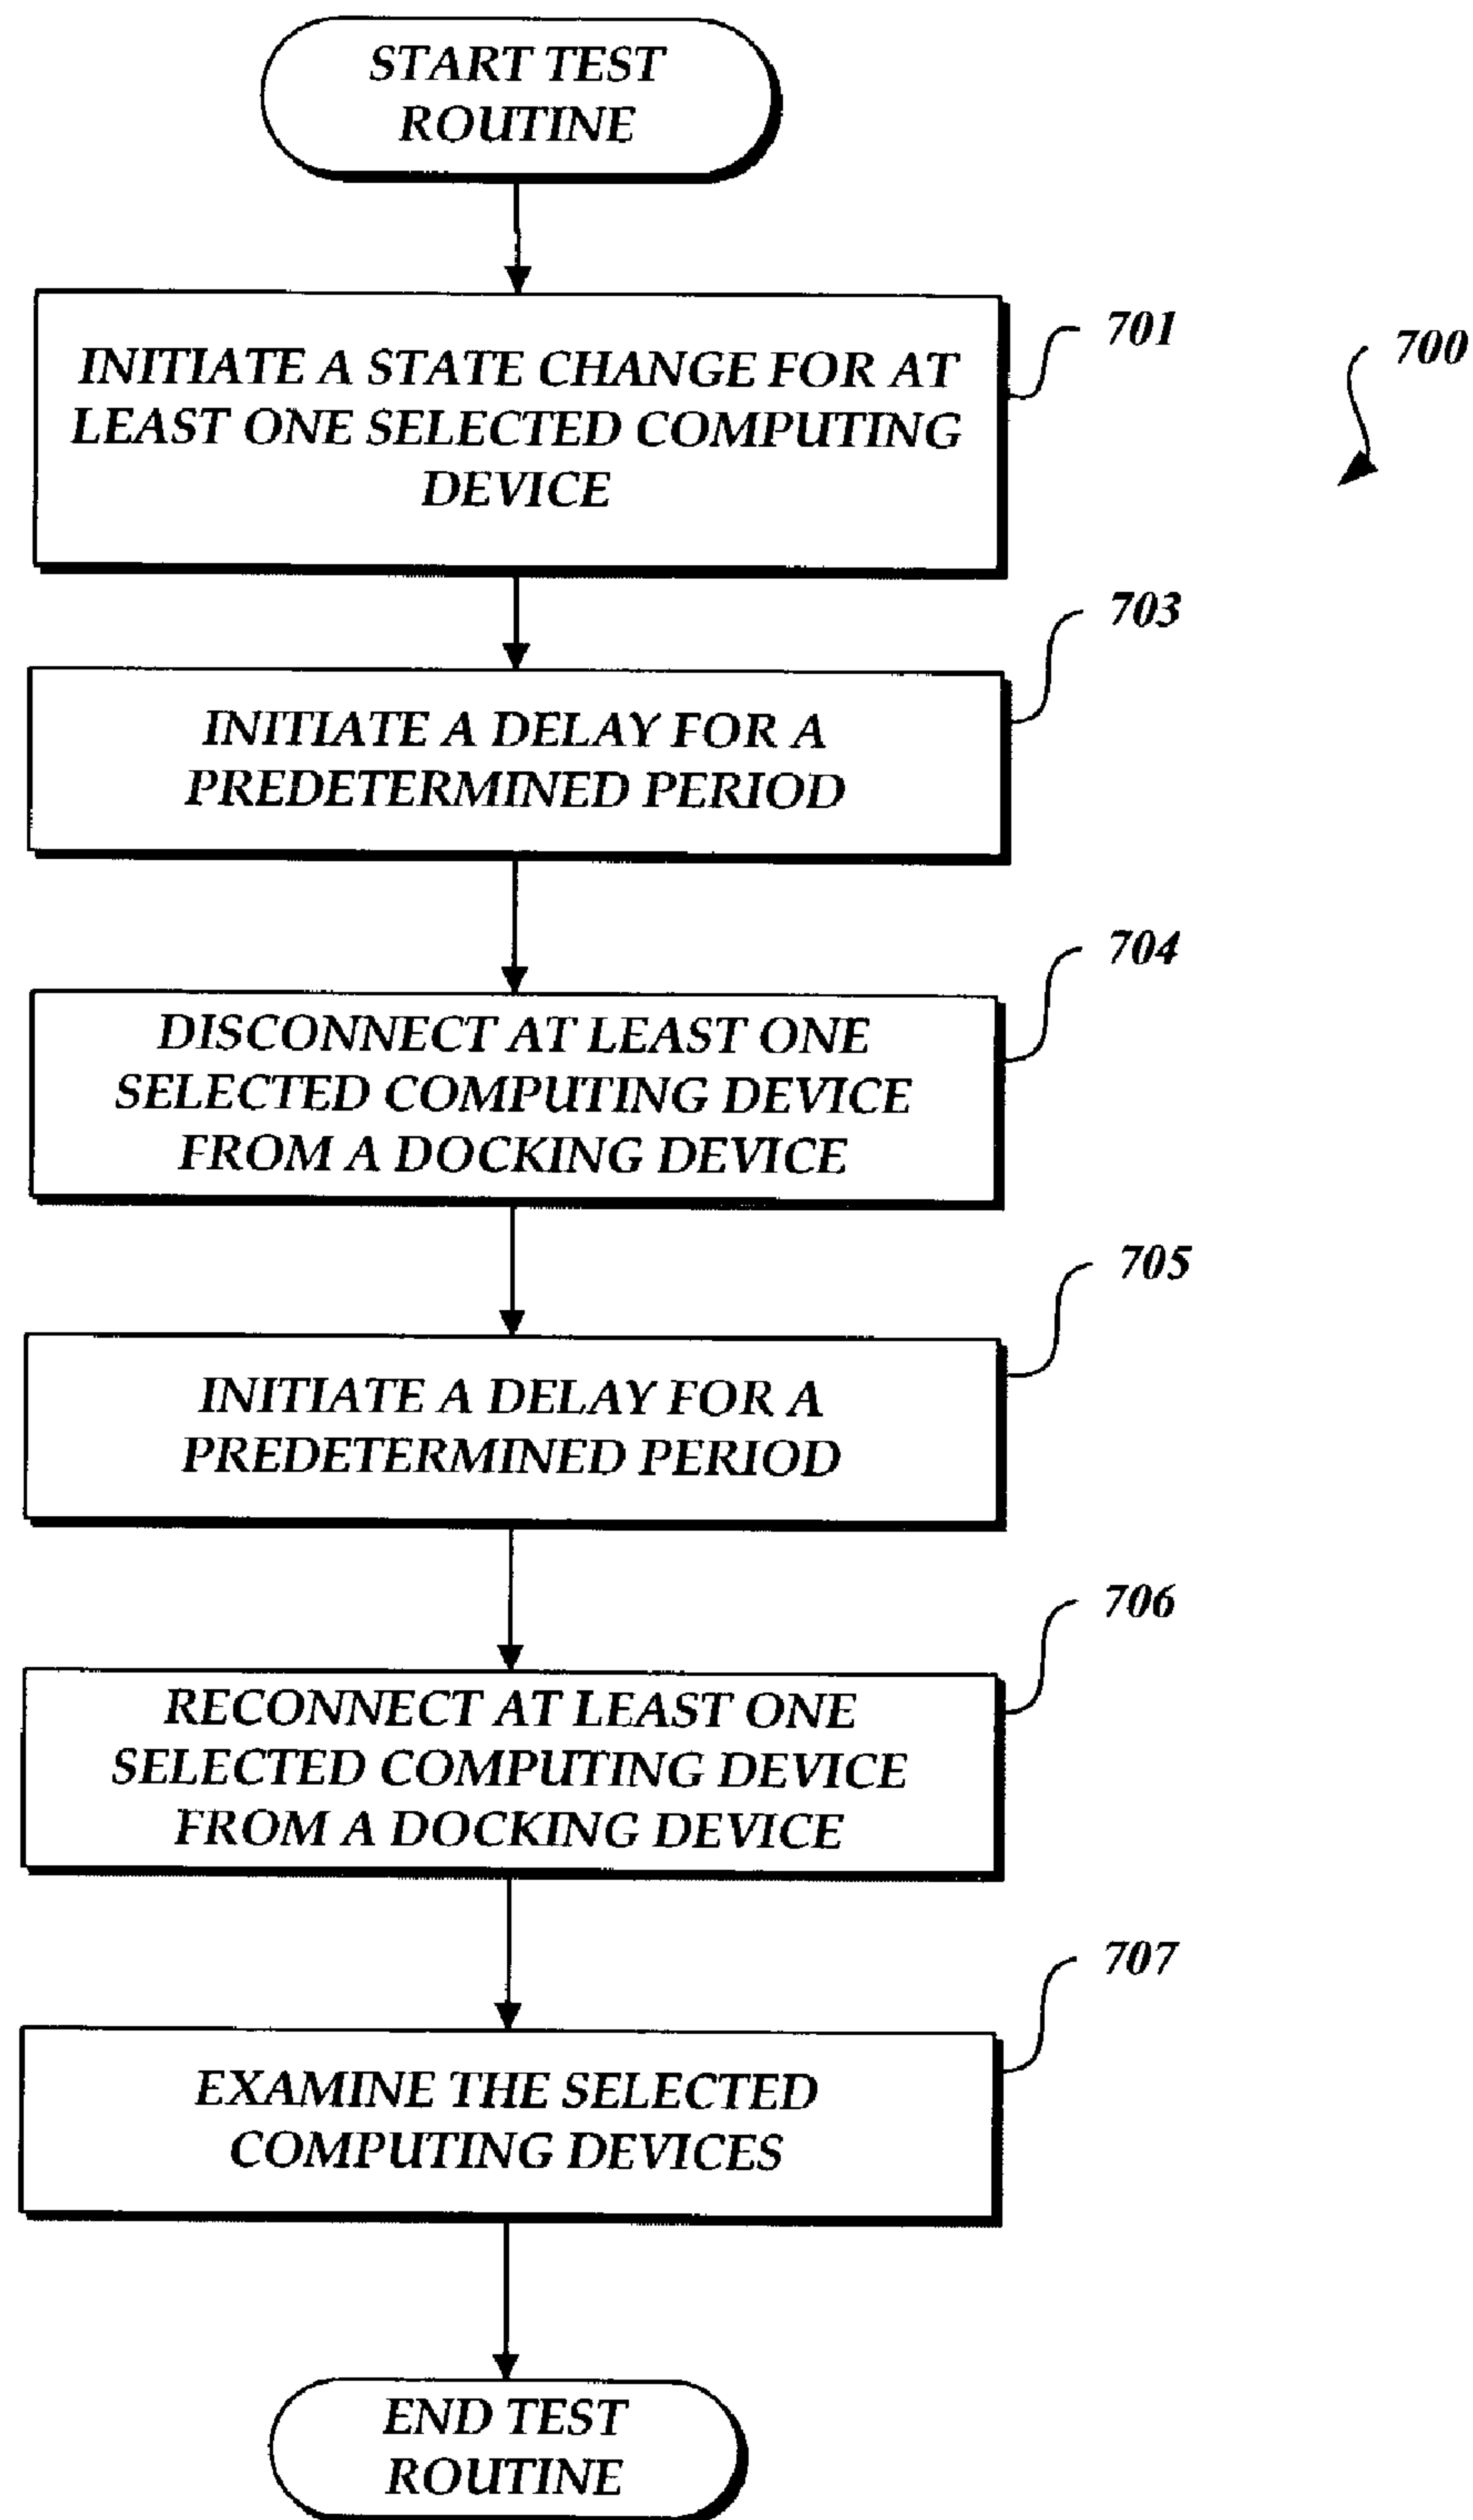 START TEST
ROUTINE
INITIATE A STATE CHANGE FOR AT
LEAST ONE SELECTED COMPUTING
DEVICE
701
700
INITIATE A DELAY FOR A
PREDETERMINED PERIOD
703
DISCONNECT AT LEAST ONE
SELECTED COMPUTING DEVICE
FROM A DOCKING DEVICE
704
INITIATE A DELAY FOR A
PREDETERMINED PERIOD
705
RECONNECT AT LEAST ONE
SELECTED COMPUTING DEVICE
FROM A DOCKING DEVICE
706
EXAMINE THE SELECTED
COMPUTING DEVICES
707
END TEST
ROUTINE